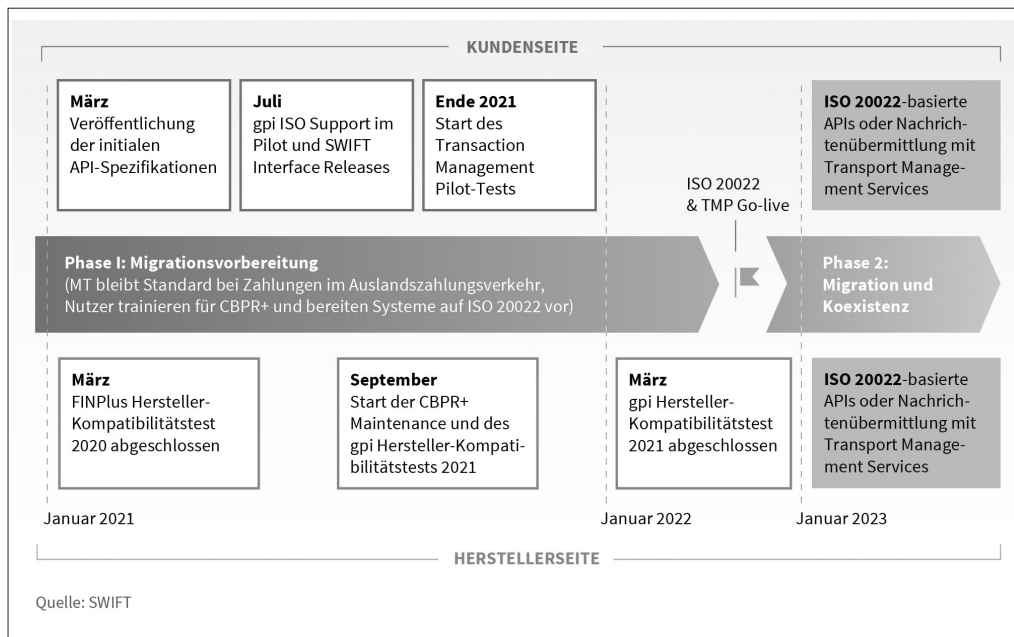 KUNDENSEITE
März
Veröffentlichung
der initialen
API-Spezifikationen
Juli
gpi ISO Support im
Pilot und SWIFT
Interface Releases
Ende 2021
Start des
Transaction
Management
Pilot-Tests
ISO 20022
& TMP Go-live
ISO 20022-basierte
APIs oder Nachrich-
tenübermittlung mit
Transport Manage-
ment Services
Phase I: Migrationsvorbereitung
(MT bleibt Standard bei Zahlungen im Auslandszahlungsverkehr,
Nutzer trainieren für CBPR+ und bereiten Systeme auf ISO 20022 vor)
Phase 2:
Migration und
Koexistenz
März
FINPlus Hersteller-
Kompatibilitätstest
2020 abgeschlossen
September
Start der CBPR+
Maintenance und des
gpi Hersteller-Kompati-
bilitätstests 2021
März
gpi Hersteller-
Kompatibilitätstest
2021 abgeschlossen
ISO 20022-basierte
APIs oder Nachrich-
tenübermittlung mit
Transport Manage-
ment Services
Januar 2021
Januar 2022
Januar 2023
HERSTELLERSEITE
Quelle: SWIFT